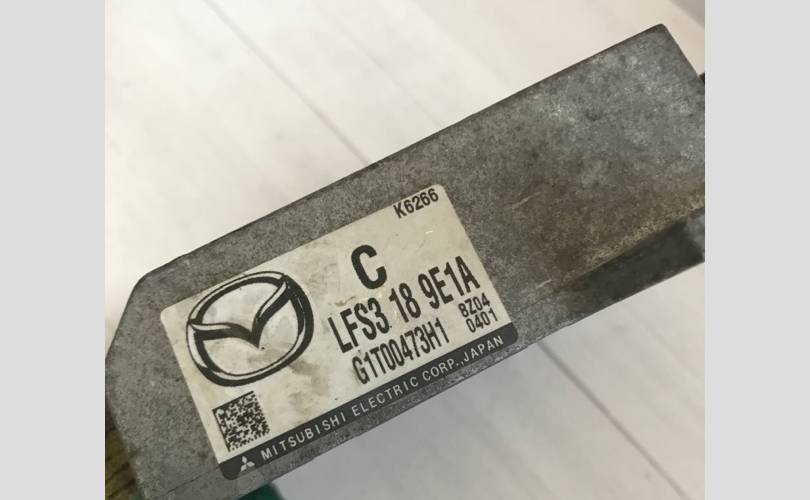 K6266
C
LFS3 18 9E1A
G1T00473H1
8Z04
0401
MITSUBISHI ELECTRIC CORP., JAPAN